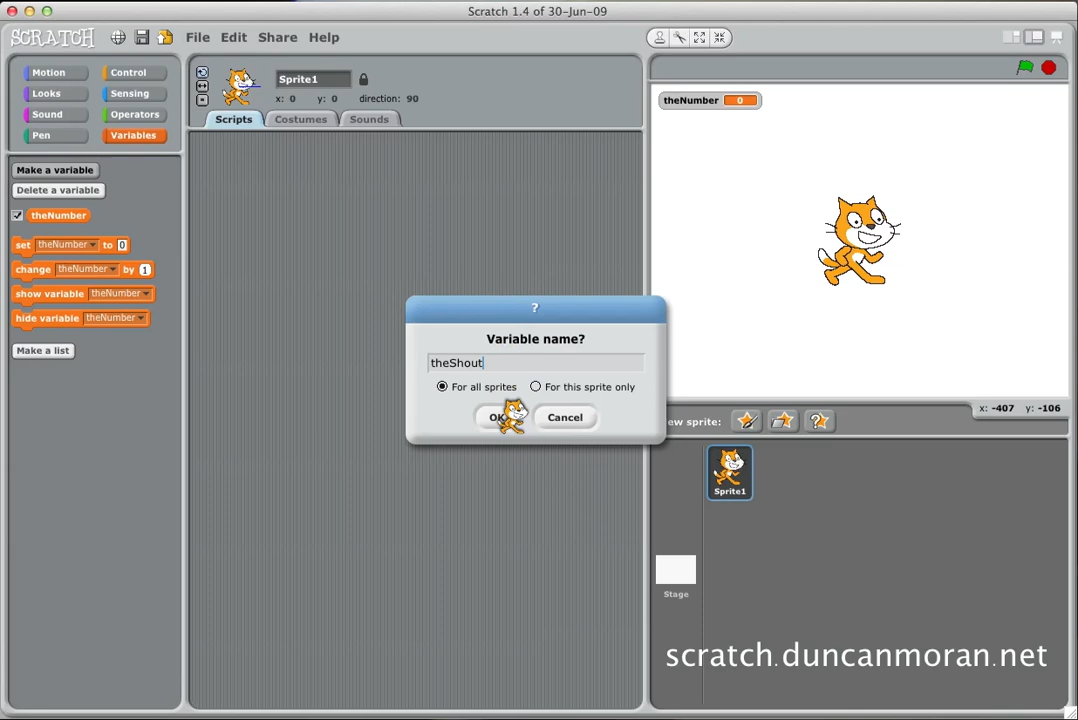 Scratch 1.4 of 30-Jun-09
SCRATCH File Edit Share Help
Motion Control
Looks Sensing
Sound Operators
Pen Variables
Make a variable
Delete a variable
theNumber
set theNumber to 0
change theNumber by 1
show variable theNumber
hide variable theNumber
Make a list
Sprite1
x: 0 y: 0 direction: 90
Scripts Costumes Sounds
theNumber 0
?
Variable name?
theShout
For all sprites For this sprite only
OK Cancel
x: -407 y: -106
sprite:
Sprite1
Stage
scratch.duncanmoran.net